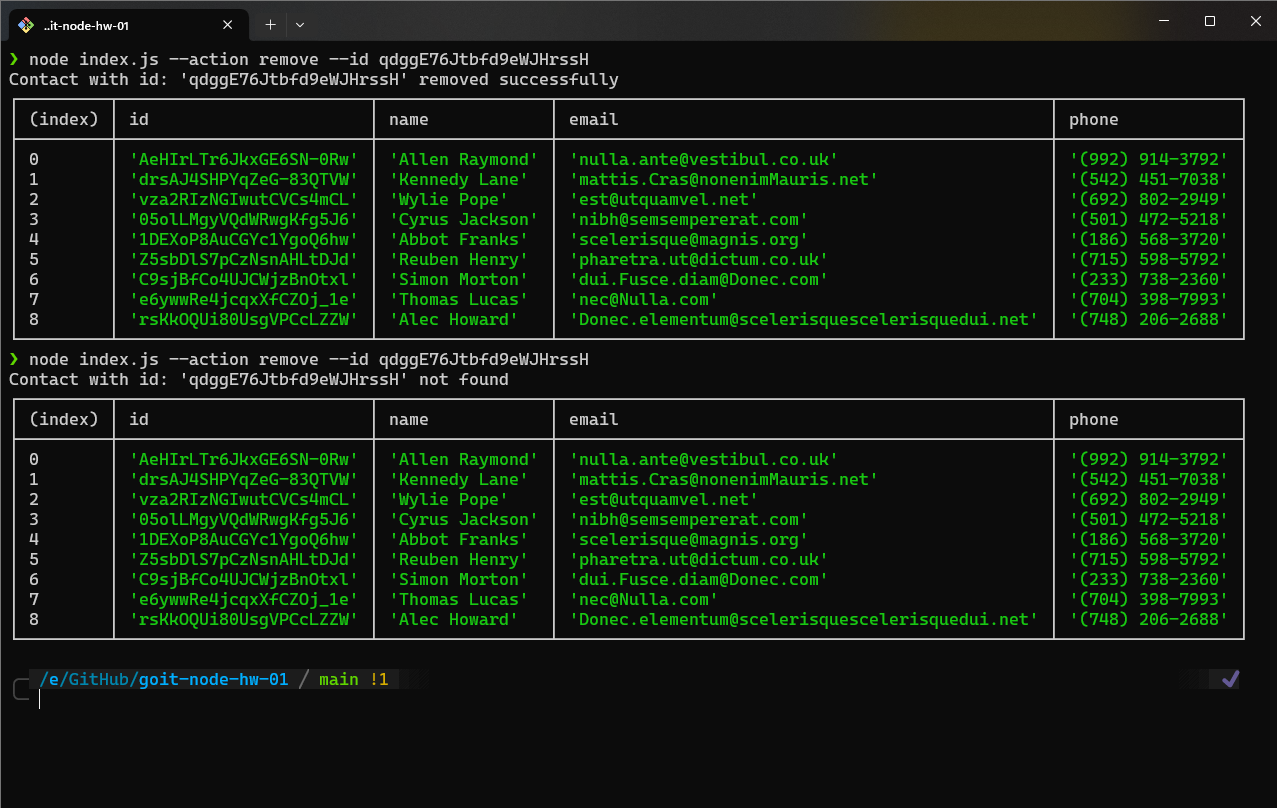 ..it-node-hw-01
❯ node index.js --action remove --id qdggE76Jtbfd9eWJHrssH
Contact with id: 'qdggE76Jtbfd9eWJHrssH' removed successfully
(index) id name email phone
0 'AeHIrLTr6JkxGE6SN-0Rw' 'Allen Raymond' 'nulla.ante@vestibul.co.uk' '(992) 914-3792'
1 'drsAJ4SHPYqZeG-83QTVW' 'Kennedy Lane' 'mattis.Cras@nonenimMauris.net' '(542) 451-7038'
2 'vza2RIzNGIwutCVCs4mCL' 'Wylie Pope' 'est@utquamvel.net' '(692) 802-2949'
3 '05olLMgyVQdWRwgKfg5J6' 'Cyrus Jackson' 'nibh@semsempererat.com' '(501) 472-5218'
4 '1DEXoP8AuCGYc1YgoQ6hw' 'Abbot Franks' 'scelerisque@magnis.org' '(186) 568-3720'
5 'Z5sbDlS7pCzNsnAHLtDJd' 'Reuben Henry' 'pharetra.ut@dictum.co.uk' '(715) 598-5792'
6 'C9sjBfCo4UJCWjzBnOtxl' 'Simon Morton' 'dui.Fusce.diam@Donec.com' '(233) 738-2360'
7 'e6ywwRe4jcqxXfCZOj_1e' 'Thomas Lucas' 'nec@Nulla.com' '(704) 398-7993'
8 'rsKkOQUi80UsgVPCcLZZW' 'Alec Howard' 'Donec.elementum@scelerisquescelerisquedui.net' '(748) 206-2688'
❯ node index.js --action remove --id qdggE76Jtbfd9eWJHrssH
Contact with id: 'qdggE76Jtbfd9eWJHrssH' not found
(index) id name email phone
0 'AeHIrLTr6JkxGE6SN-0Rw' 'Allen Raymond' 'nulla.ante@vestibul.co.uk' '(992) 914-3792'
1 'drsAJ4SHPYqZeG-83QTVW' 'Kennedy Lane' 'mattis.Cras@nonenimMauris.net' '(542) 451-7038'
2 'vza2RIzNGIwutCVCs4mCL' 'Wylie Pope' 'est@utquamvel.net' '(692) 802-2949'
3 '05olLMgyVQdWRwgKfg5J6' 'Cyrus Jackson' 'nibh@semsempererat.com' '(501) 472-5218'
4 '1DEXoP8AuCGYc1YgoQ6hw' 'Abbot Franks' 'scelerisque@magnis.org' '(186) 568-3720'
5 'Z5sbDlS7pCzNsnAHLtDJd' 'Reuben Henry' 'pharetra.ut@dictum.co.uk' '(715) 598-5792'
6 'C9sjBfCo4UJCWjzBnOtxl' 'Simon Morton' 'dui.Fusce.diam@Donec.com' '(233) 738-2360'
7 'e6ywwRe4jcqxXfCZOj_1e' 'Thomas Lucas' 'nec@Nulla.com' '(704) 398-7993'
8 'rsKkOQUi80UsgVPCcLZZW' 'Alec Howard' 'Donec.elementum@scelerisquescelerisquedui.net' '(748) 206-2688'
/e/GitHub/goit-node-hw-01 / main !1 ✔